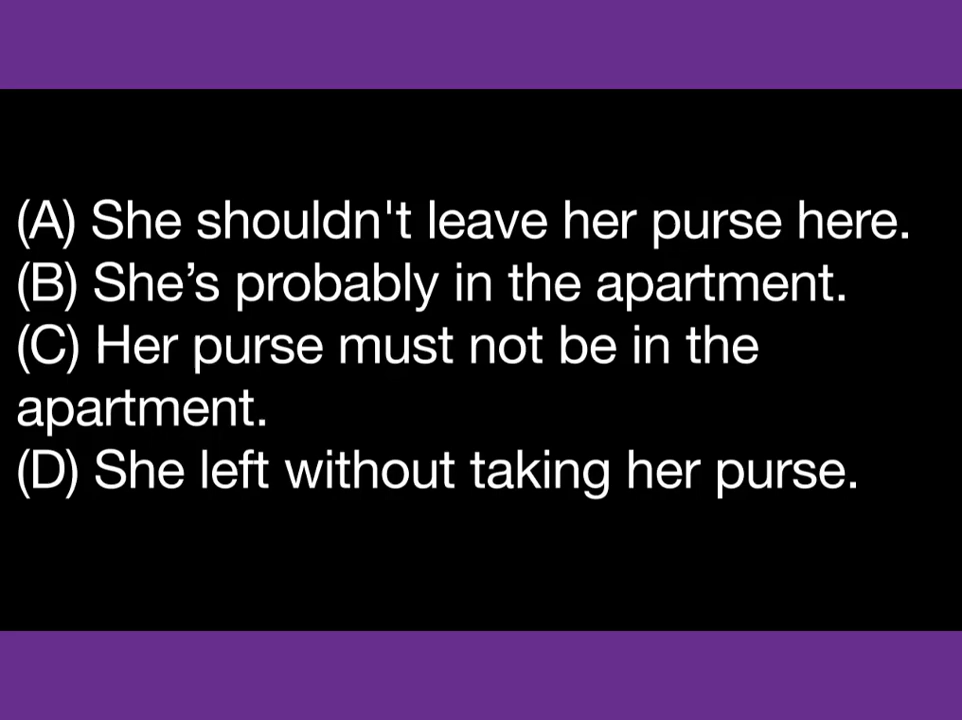 (A) She shouldn't leave her purse here.
(B) She’s probably in the apartment.
(C) Her purse must not be in the
apartment.
(D) She left without taking her purse.